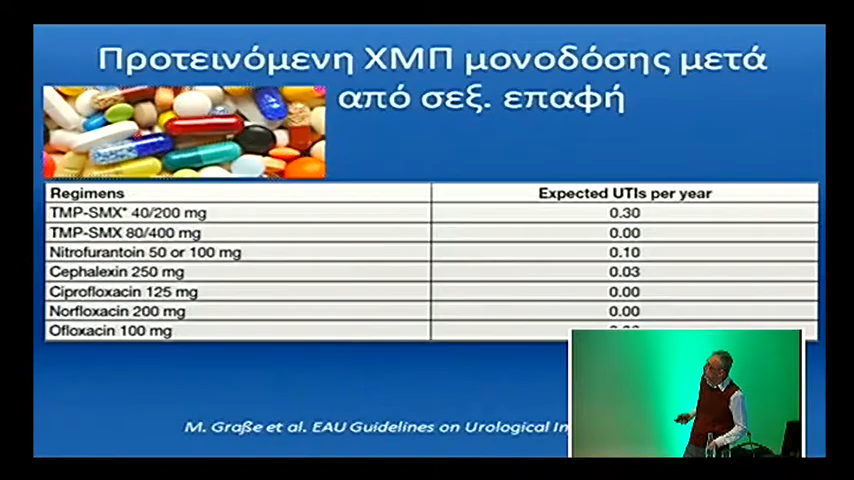 Προτεινόμενη ΧΜΠ μονοδόσης μετά
από σεξ. επαφή
Regimens Expected UTIs per year
TMP-SMX* 40/200 mg 0.30
TMP-SMX 80/400 mg 0.00
Nitrofurantoin 50 or 100 mg 0.10
Cephalexin 250 mg 0.03
Ciprofloxacin 125 mg 0.00
Norfloxacin 200 mg 0.00
Ofloxacin 100 mg
M. Graße et al. EAU Guidelines on Urological